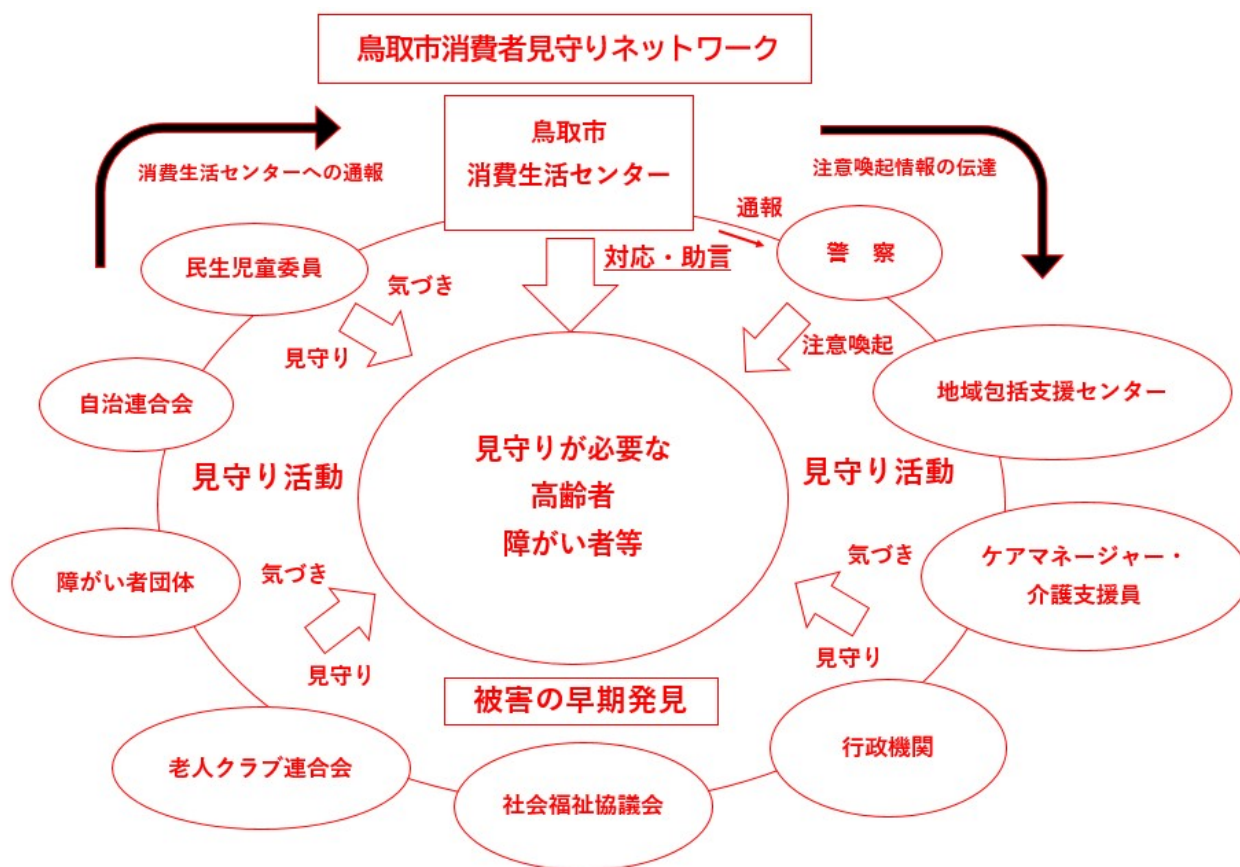 鳥取市消費者見守りネットワーク
鳥取市
消費生活センター
消費生活センターへの通報
注意喚起情報の伝達
通報
対応・助言
警　察
民生児童委員
気づき
見守り
注意喚起
自治連合会
地域包括支援センター
見守りが必要な
高齢者
障がい者等
見守り活動
見守り活動
障がい者団体
気づき
見守り
気づき
見守り
ケアマネージャー・
介護支援員
被害の早期発見
老人クラブ連合会
社会福祉協議会
行政機関